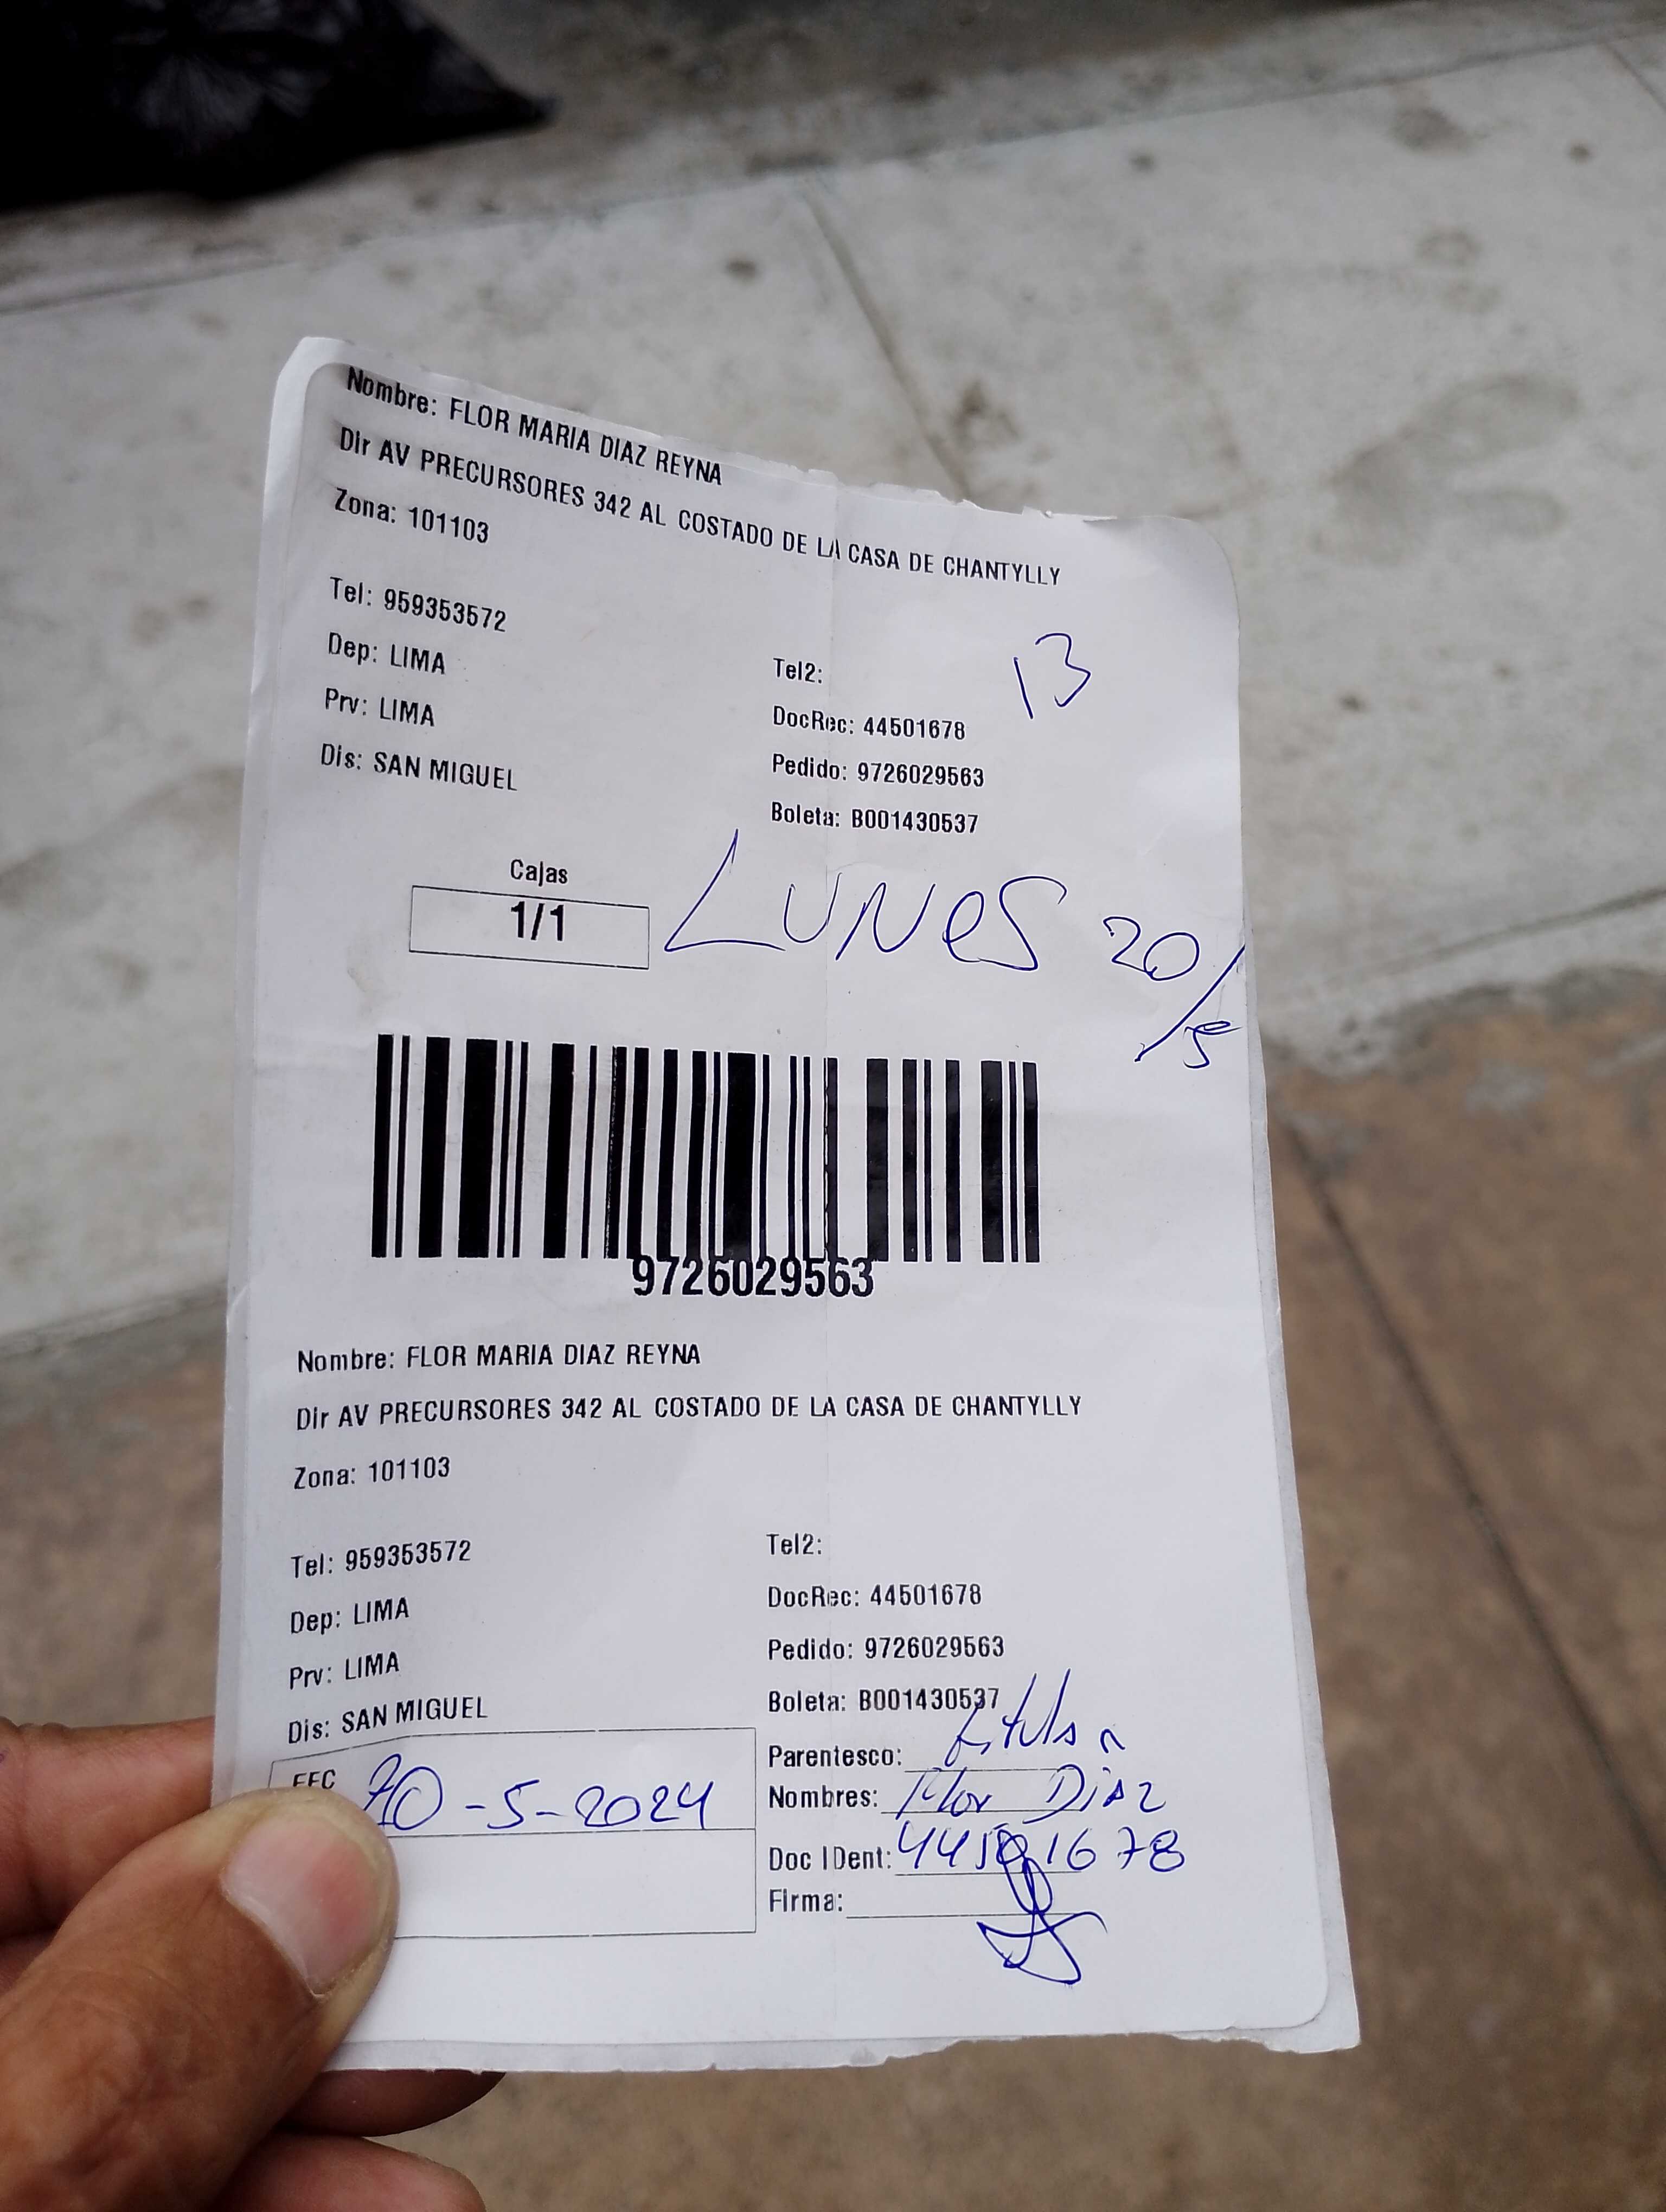 Nombre: FLOR MARIA DIAZ REYNA
Dir AV PRECURSORES 342 AL COSTADO DE LA CASA DE CHANTYLLY
Zona: 101103
Tel: 959353572
Dep: LIMA
Prv: LIMA
Dis: SAN MIGUEL
Tel2:
13
DocRec: 44501678
Pedido: 9726029563
Boleta: B001430537
Cajas
1/1
LUNES 20/5
9726029563
Nombre: FLOR MARIA DIAZ REYNA
Dir AV PRECURSORES 342 AL COSTADO DE LA CASA DE CHANTYLLY
Zona: 101103
Tel: 959353572
Dep: LIMA
Prv: LIMA
Dis: SAN MIGUEL
Tel2:
DocRec: 44501678
Pedido: 9726029563
Boleta: B001430537
20-5-2024
Parentesco: titular
Nombres: Flor Diaz
Doc IDent: 44501678
Firma: